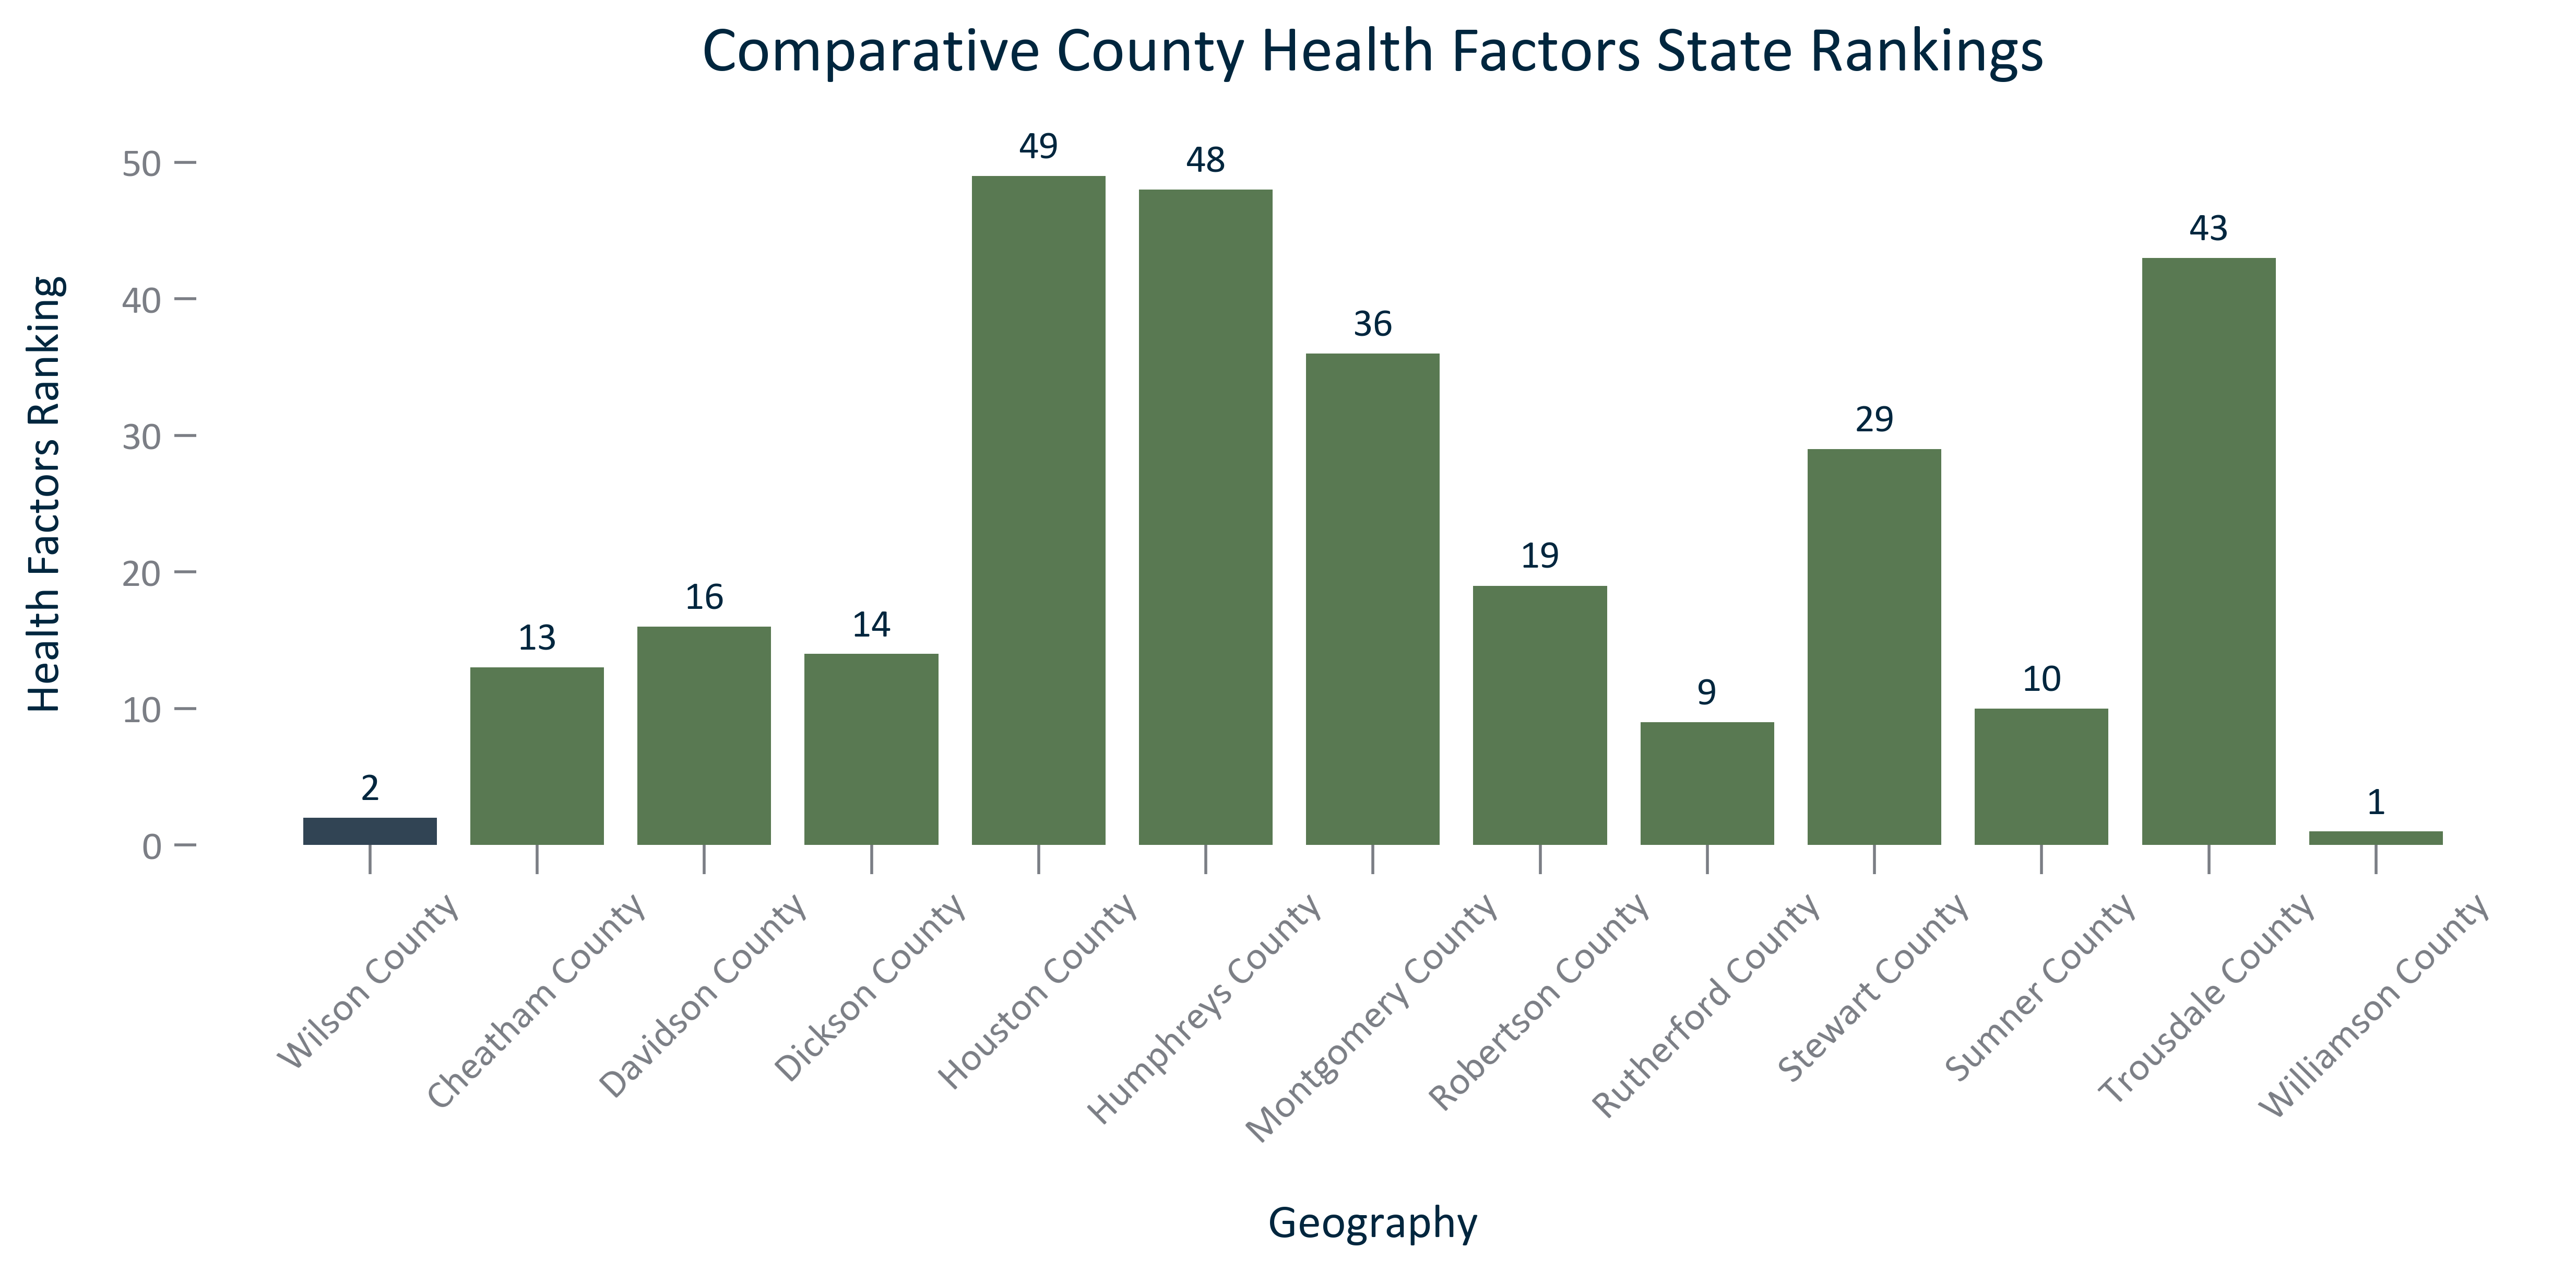 Comparative County Health Factors State Rankings
Health Factors Ranking
50
40
30
20
10
0
2
13
16
14
49
48
36
19
9
29
10
43
1
Wilson County
Cheatham County
Davidson County
Dickson County
Houston County
Humphreys County
Montgomery County
Robertson County
Rutherford County
Stewart County
Sumner County
Trousdale County
Williamson County
Geography